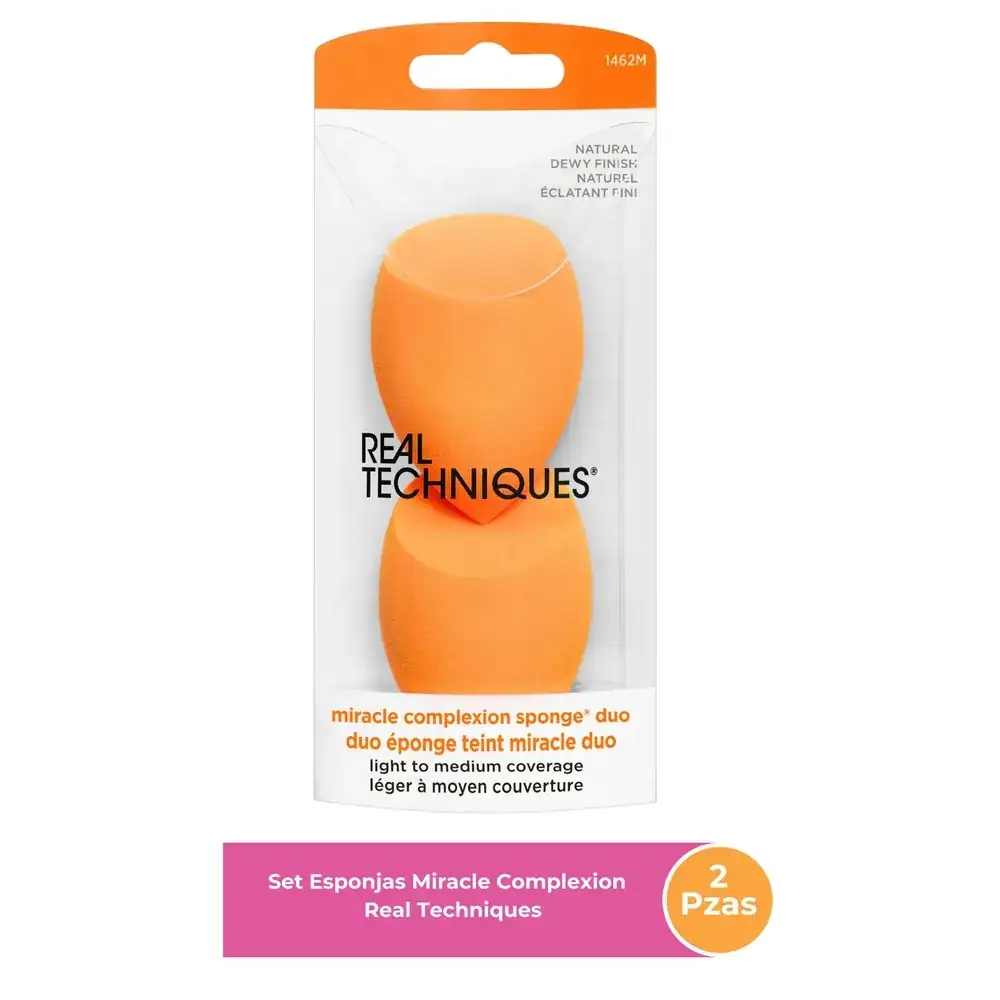 1462M
NATURAL
DEWY FINISH
NATUREL
ÉCLATANT FINI
REAL
TECHNIQUES®
miracle complexion sponge® duo
duo éponge teint miracle duo
light to medium coverage
léger à moyen couverture
Set Esponjas Miracle Complexion
Real Techniques
2
Pzas